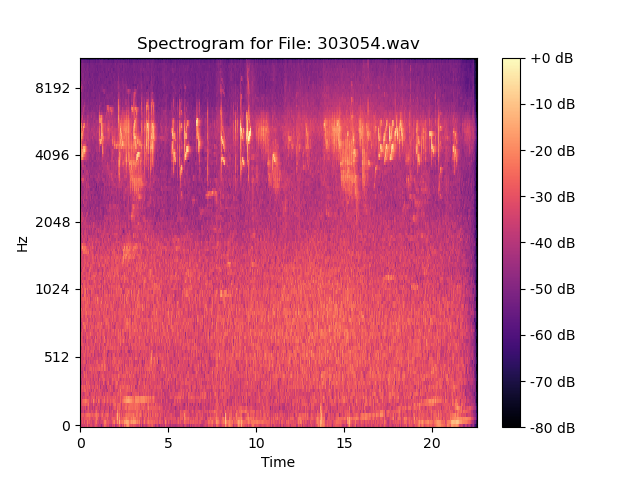 Spectrogram for File: 303054.wav
Hz
8192
4096
2048
1024
512
0
0 5 10 15 20
Time
+0 dB
-10 dB
-20 dB
-30 dB
-40 dB
-50 dB
-60 dB
-70 dB
-80 dB